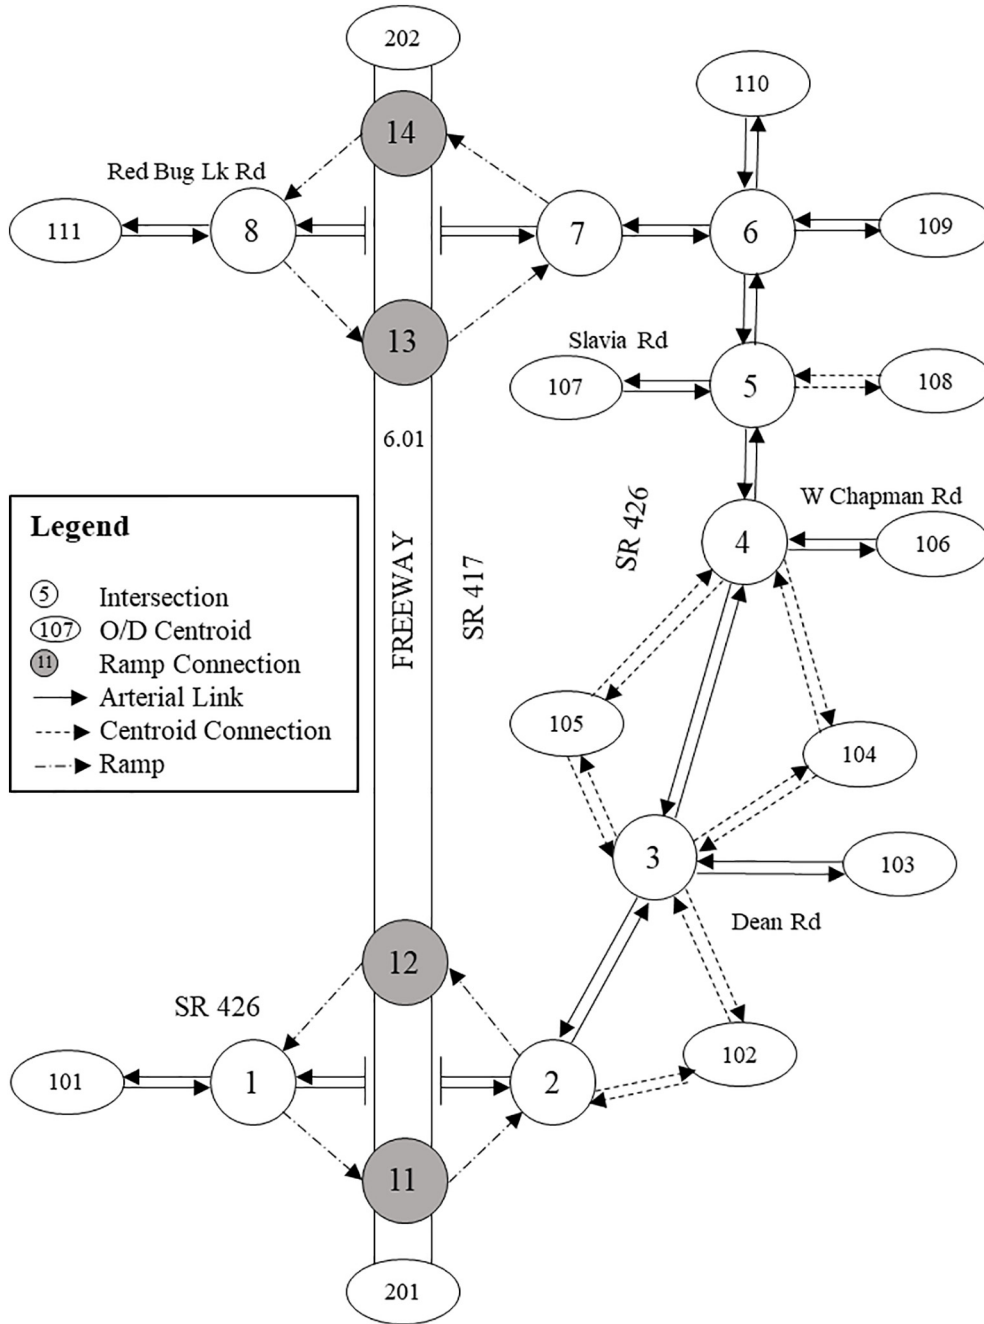 202
110
14
Red Bug Lk Rd
111
8
7
6
109
13
Slavia Rd
107
5
108
6.01
W Chapman Rd
SR 426
4
106
FREEWAY
SR 417
Legend
5 Intersection
107 O/D Centroid
11 Ramp Connection
Arterial Link
Centroid Connection
Ramp
105
104
3
103
Dean Rd
12
SR 426
101
1
2
102
11
201